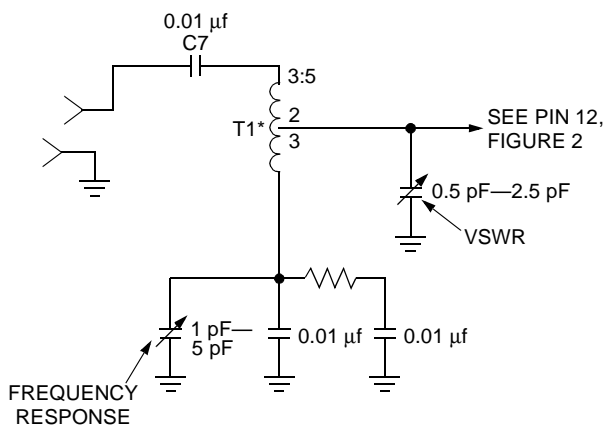 0.01 μf
C7
3:5
2
T1*
3
SEE PIN 12,
FIGURE 2
0.5 pF—2.5 pF
VSWR
1 pF—
5 pF
0.01 μf
0.01 μf
FREQUENCY
RESPONSE